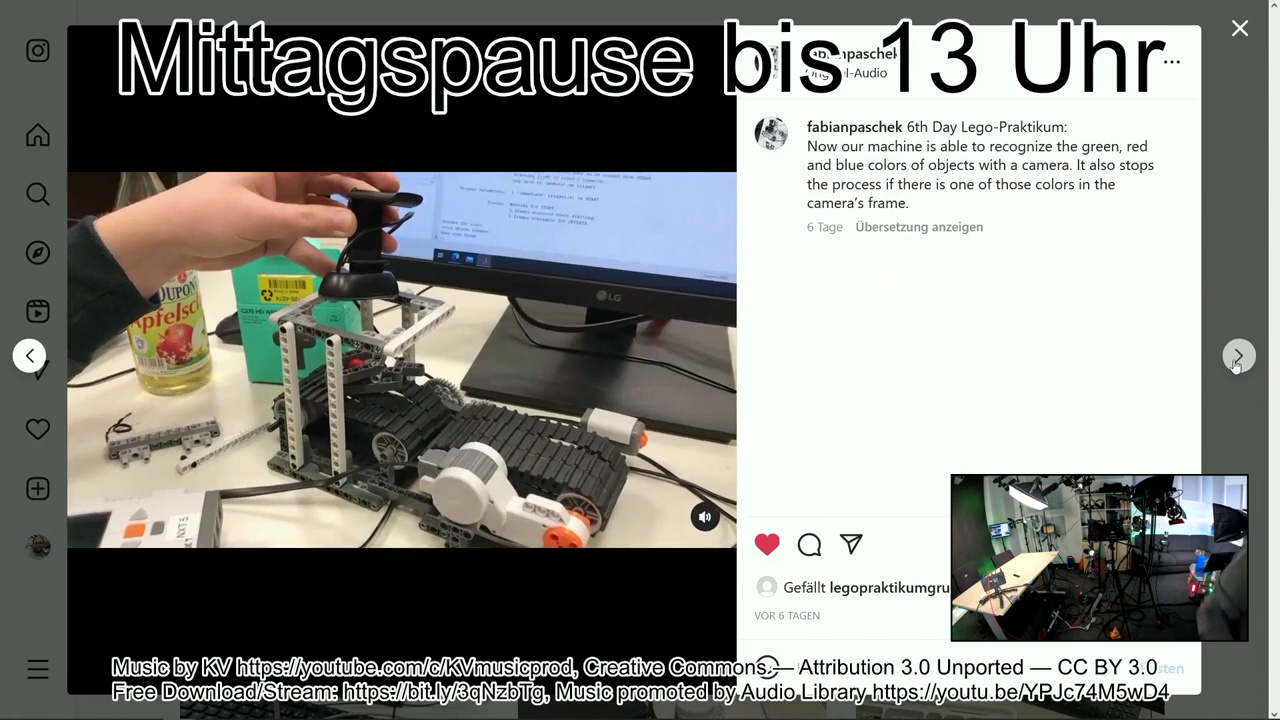 Mittagspause bis 13 Uhr
fabianpaschek
fabianpaschek 6th Day Lego-Praktikum:
Now our machine is able to recognize the green, red
and blue colors of objects with a camera. It also stops
the process if there is one of those colors in the
camera's frame.
6 Tage Übersetzung anzeigen
LG
NXT 5
Gefällt legopraktikumgru
VOR 6 TAGEN
Music by KV https://youtube.com/c/KVmusicprod, Creative Commons — Attribution 3.0 Unported — CC BY 3.0
Free Download/Stream: https://bit.ly/3qNzbTg, Music promoted by Audio Library https://youtu.be/YPJc74M5wD4